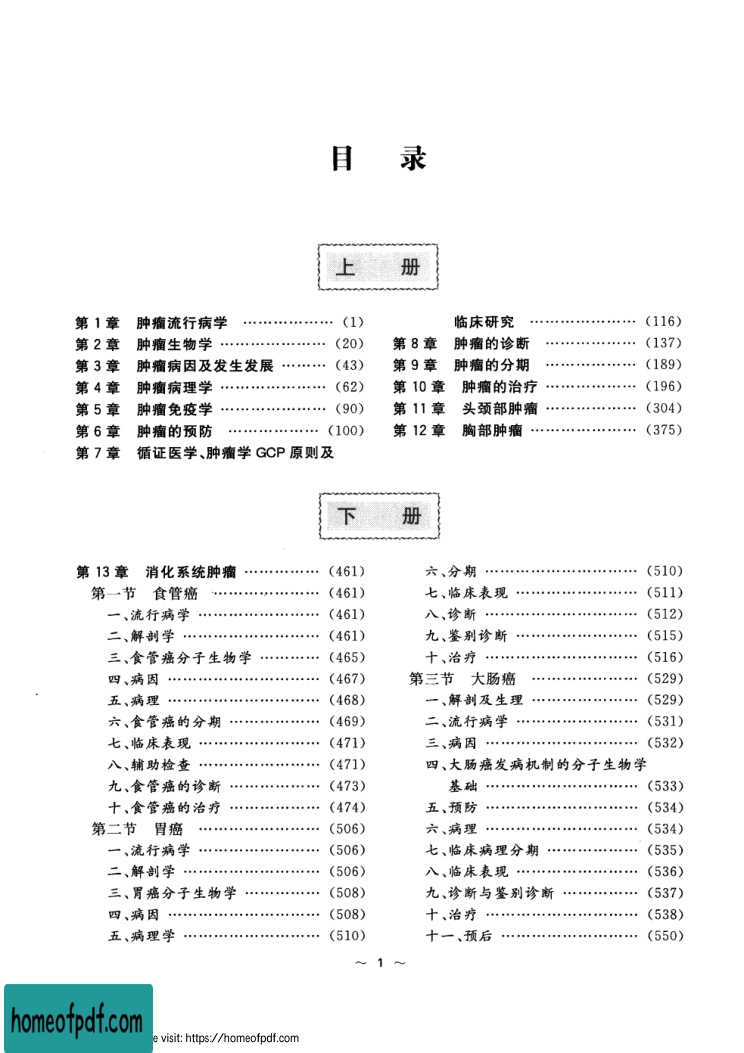 目 录
上 册
第 1 章 肿瘤流行病学 ……………… (1)
第 2 章 肿瘤生物学 ………………… (20)
第 3 章 肿瘤病因及发生发展 ……… (43)
第 4 章 肿瘤病理学 ………………… (62)
第 5 章 肿瘤免疫学 ………………… (90)
第 6 章 肿瘤的预防 ……………… (100)
第 7 章 循证医学、肿瘤学 GCP 原则及
临床研究 ………………… (116)
第 8 章 肿瘤的诊断 ……………… (137)
第 9 章 肿瘤的分期 ……………… (189)
第 10 章 肿瘤的治疗 ……………… (196)
第 11 章 头颈部肿瘤 ……………… (304)
第 12 章 胸部肿瘤 ………………… (375)
下 册
第 13 章 消化系统肿瘤 …………… (461)
第一节 食管癌 ………………… (461)
一、流行病学 …………………… (461)
二、解剖学 ……………………… (461)
三、食管癌分子生物学 ………… (465)
四、病因 ………………………… (467)
五、病理 ………………………… (468)
六、食管癌的分期 ……………… (469)
七、临床表现 …………………… (471)
八、辅助检查 …………………… (471)
九、食管癌的诊断 ……………… (473)
十、食管癌的治疗 ……………… (474)
第二节 胃癌 …………………… (506)
一、流行病学 …………………… (506)
二、解剖学 ……………………… (506)
三、胃癌分子生物学 …………… (508)
四、病因 ………………………… (508)
五、病理学 ……………………… (510)
六、分期 ………………………… (510)
七、临床表现 …………………… (511)
八、诊断 ………………………… (512)
九、鉴别诊断 …………………… (515)
十、治疗 ………………………… (516)
第三节 大肠癌 ………………… (529)
一、解剖及生理 ………………… (529)
二、流行病学 …………………… (531)
三、病因 ………………………… (532)
四、大肠癌发病机制的分子生物学
基础 ………………………… (533)
五、预防 ………………………… (534)
六、病理 ………………………… (534)
七、临床病理分期 ……………… (535)
八、临床表现 …………………… (536)
九、诊断与鉴别诊断 …………… (537)
十、治疗 ………………………… (538)
十一、预后 ……………………… (550)
～ 1 ～
homeofpdf.com
e visit: https://homeofpdf.com